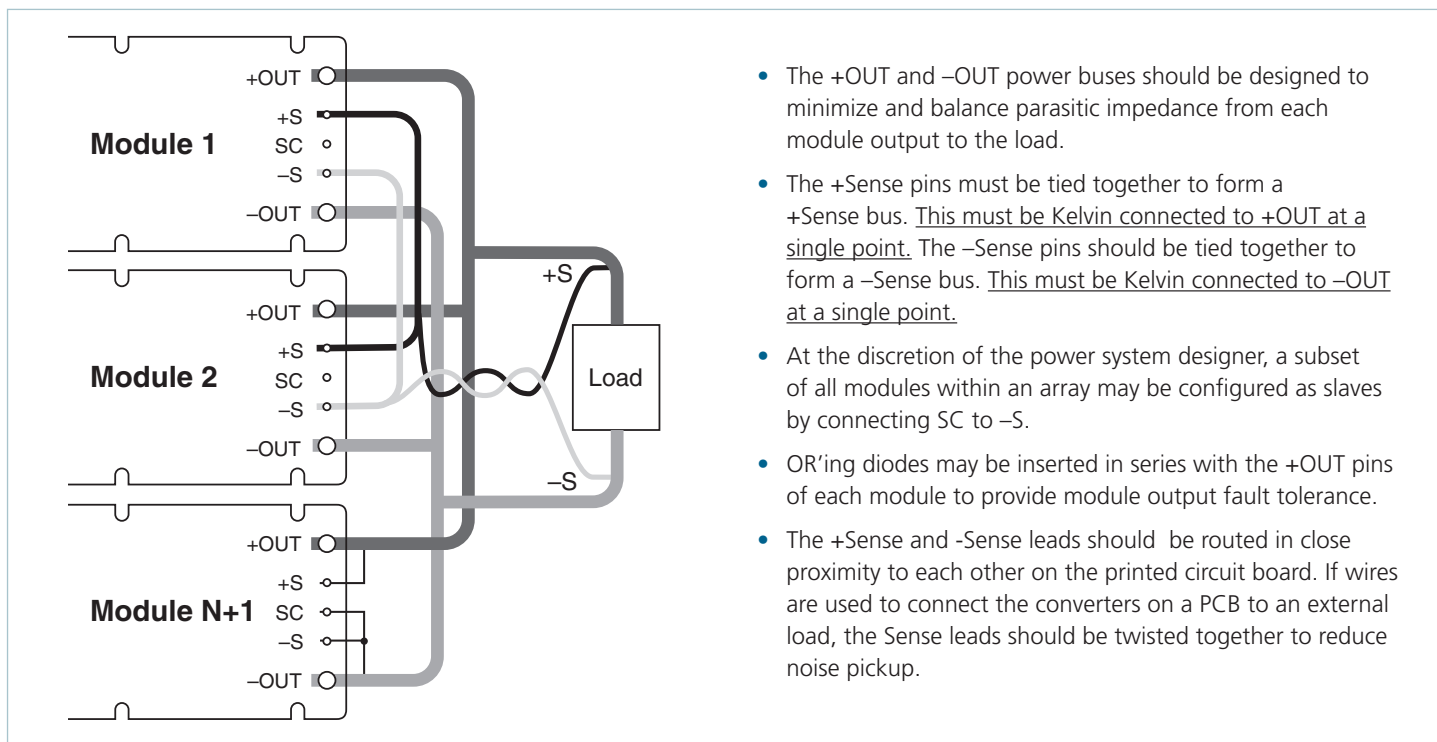 +OUT
+S
Module 1
SC
–S
–OUT
+OUT
+S
Module 2
SC
–S
–OUT
+OUT
+S
Module N+1
SC
–S
–OUT
+S
Load
–S
• The +OUT and –OUT power buses should be designed to
minimize and balance parasitic impedance from each
module output to the load.
• The +Sense pins must be tied together to form a
+Sense bus. This must be Kelvin connected to +OUT at a
single point. The –Sense pins should be tied together to
form a –Sense bus. This must be Kelvin connected to –OUT
at a single point.
• At the discretion of the power system designer, a subset
of all modules within an array may be configured as slaves
by connecting SC to –S.
• OR'ing diodes may be inserted in series with the +OUT pins
of each module to provide module output fault tolerance.
• The +Sense and -Sense leads should be routed in close
proximity to each other on the printed circuit board. If wires
are used to connect the converters on a PCB to an external
load, the Sense leads should be twisted together to reduce
noise pickup.